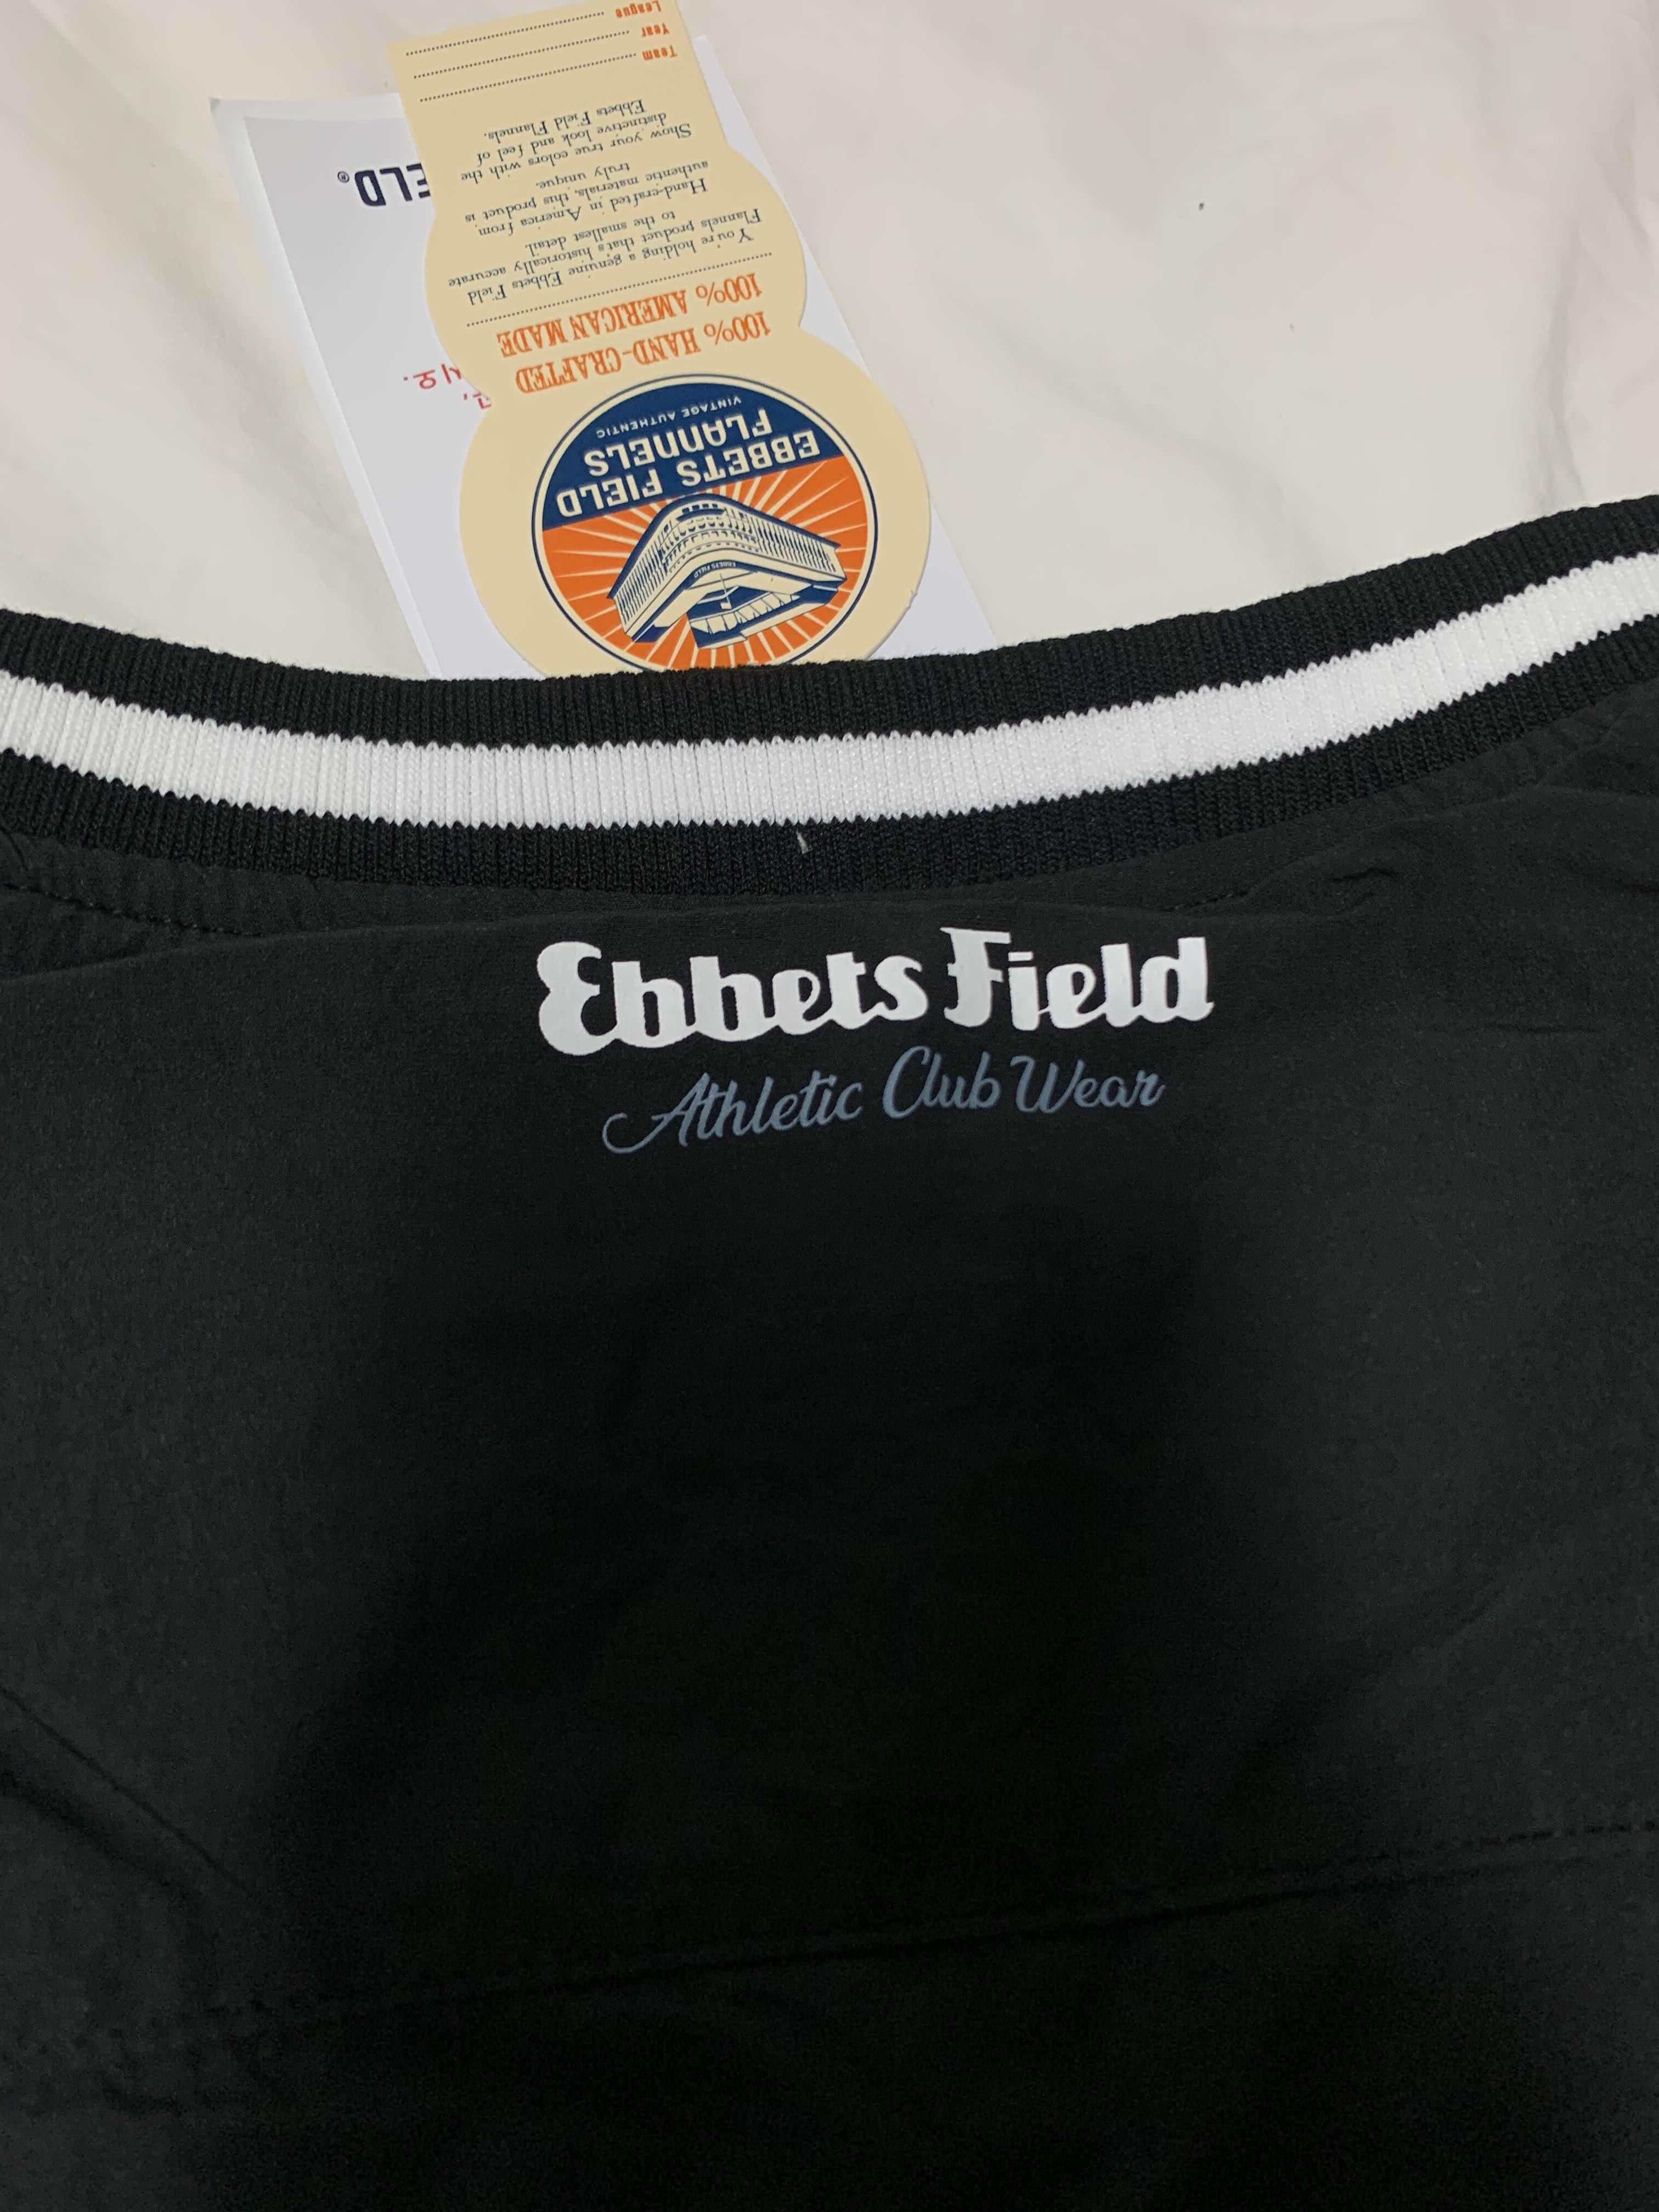 League
Year
Team
Show your true colors with the
distinctive look and feel of
Ebbets Field Flannels.
Hand-crafted in America from
authentic materials, this product is
truly unique.
You're holding a genuine Ebbets Field
Flannels product that's historically accurate
to the smallest detail.
100% HAND-CRAFTED
100% AMERICAN MADE
EBBETS FIELD
FLANNELS
VINTAGE AUTHENTIC
EBBETS FIELD
ELD®
Ebbets Field
Athletic Club Wear